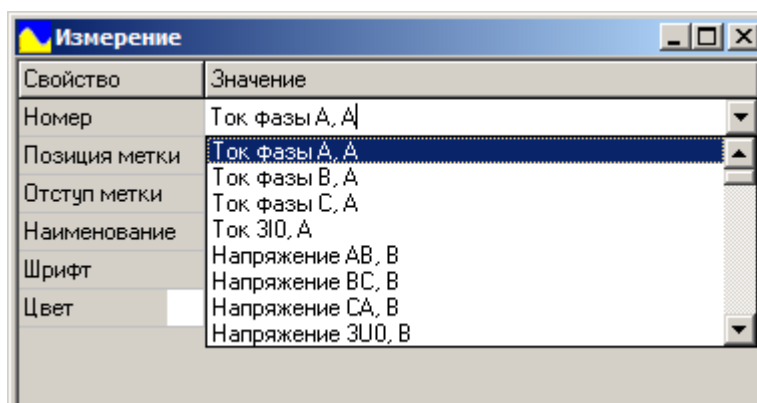 Измерение
Свойство Значение
Номер Ток фазы А, А
Позиция метки Ток фазы А, А
Ток фазы В, А
Отступ метки Ток фазы С, А
Наименование Ток 3I0, А
Напряжение АВ, В
Шрифт Напряжение ВС, В
Цвет Напряжение СА, В
Напряжение 3U0, В